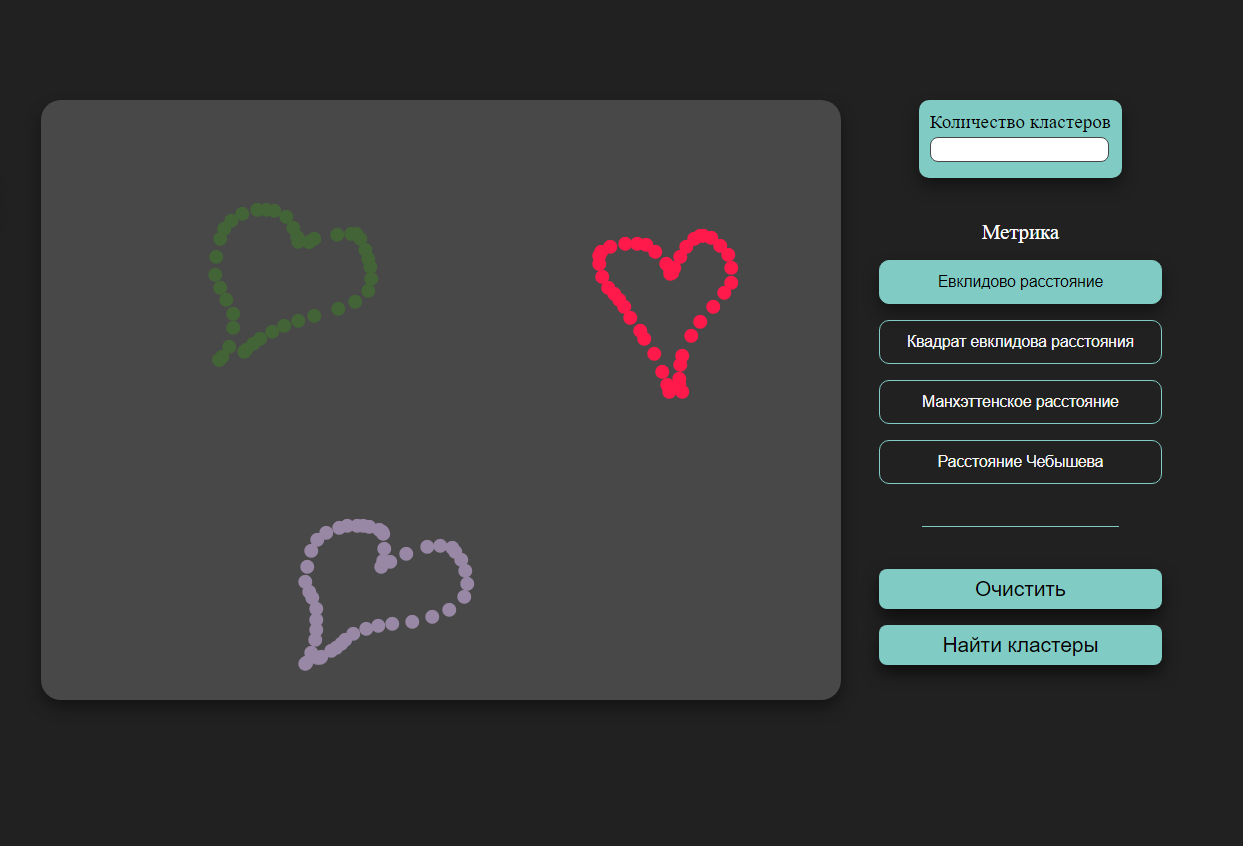 Количество кластеров
Метрика
Евклидово расстояние
Квадрат евклидова расстояния
Манхэттенское расстояние
Расстояние Чебышева
Очистить
Найти кластеры